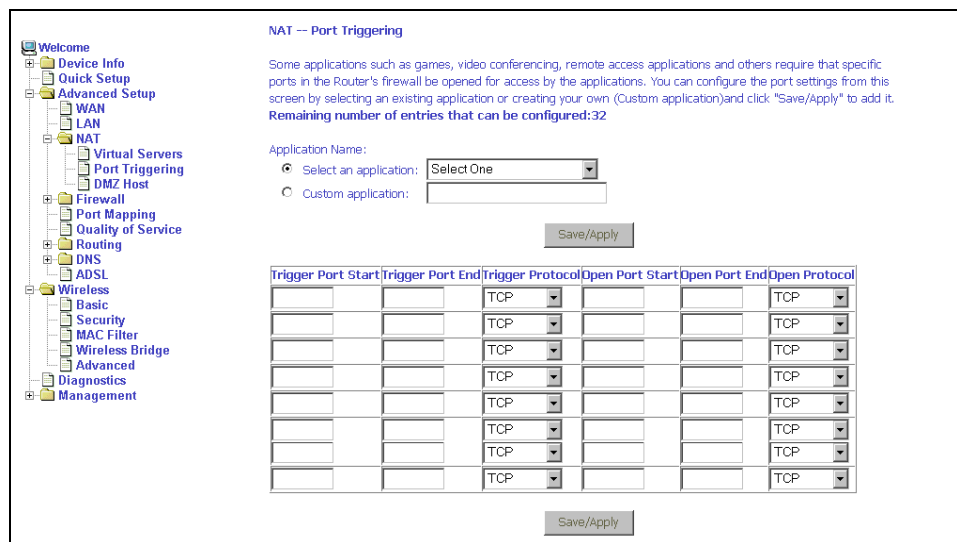 Welcome
Device Info
Quick Setup
Advanced Setup
WAN
LAN
NAT
Virtual Servers
Port Triggering
DMZ Host
Firewall
Port Mapping
Quality of Service
Routing
DNS
ADSL
Wireless
Basic
Security
MAC Filter
Wireless Bridge
Advanced
Diagnostics
Management
NAT -- Port Triggering
Some applications such as games, video conferencing, remote access applications and others require that specific
ports in the Router's firewall be opened for access by the applications. You can configure the port settings from this
screen by selecting an existing application or creating your own (Custom application)and click "Save/Apply" to add it.
Remaining number of entries that can be configured:32
Application Name:
Select an application: Select One
Custom application:
Save/Apply
Trigger Port Start Trigger Port End Trigger Protocol Open Port Start Open Port End Open Protocol
TCP TCP
TCP TCP
TCP TCP
TCP TCP
TCP TCP
TCP TCP
TCP TCP
TCP TCP
Save/Apply